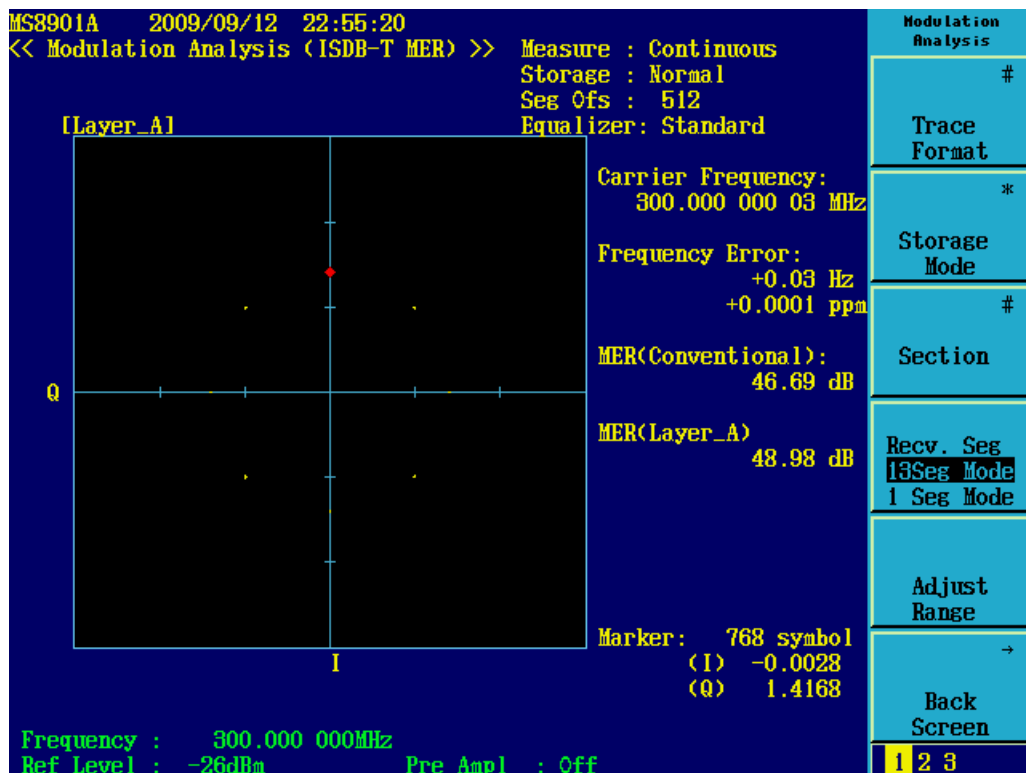 MS8901A 2009/09/12 22:55:20
<< Modulation Analysis (ISDB-T MER) >>
Measure : Continuous
Storage : Normal
Seg Ofs : 512
Equalizer: Standard
[Layer_A]
Q
I
Carrier Frequency:
300.000 000 03 MHz
Frequency Error:
+0.03 Hz
+0.0001 ppm
MER(Conventional):
46.69 dB
MER(Layer_A)
48.98 dB
Marker: 768 symbol
(I) -0.0028
(Q) 1.4168
Frequency : 300.000 000MHz
Ref Level : -26dBm Pre Ampl : Off
Modulation
Analysis
#
Trace
Format
*
Storage
Mode
#
Section
Recv. Seg
13Seg Mode
1 Seg Mode
Adjust
Range
→
Back
Screen
1 2 3